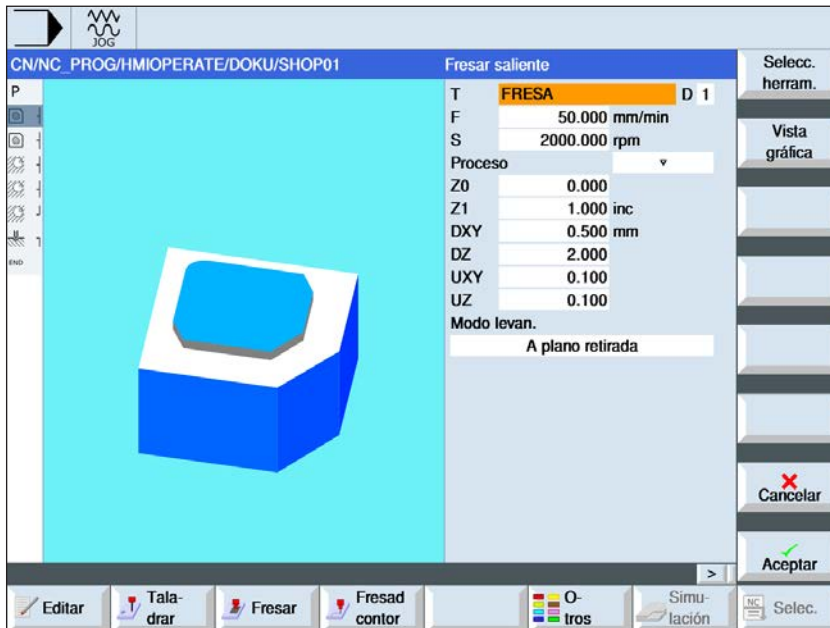 JOG
CN/NC_PROG/HMIOPERATE/DOKU/SHOP01
Fresar saliente
P
END
T FRESA D 1
F 50.000 mm/min
S 2000.000 rpm
Proceso ▿
Z0 0.000
Z1 1.000 inc
DXY 0.500 mm
DZ 2.000
UXY 0.100
UZ 0.100
Modo levan.
A plano retirada
Selecc.
herram.
Vista
gráfica
Cancelar
Aceptar
>
Editar
Tala-
drar
Fresar
Fresad
contor
O-
tros
Simu-
lación
NC
Selec.